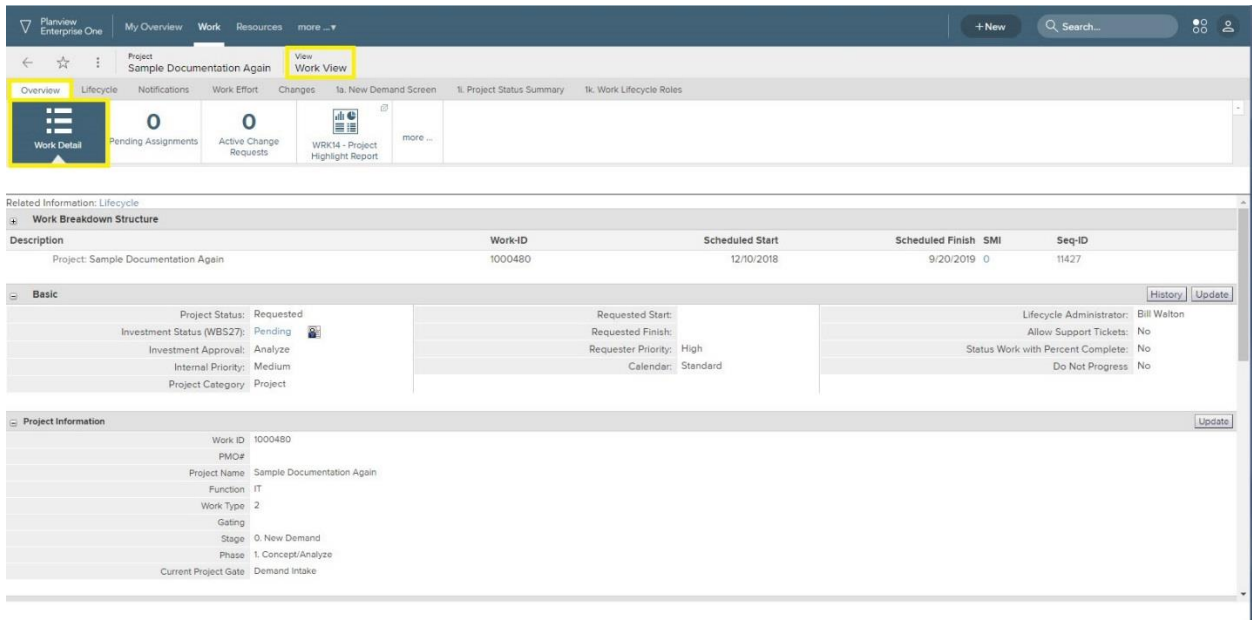 Planview
Enterprise One
My Overview Work Resources more ...▾
+New Search...
Project
Sample Documentation Again
View
Work View
Overview Lifecycle Notifications Work Effort Changes 1a. New Demand Screen 1i. Project Status Summary 1k. Work Lifecycle Roles
Work Detail
0
Pending Assignments
0
Active Change
Requests
WRK14 - Project
Highlight Report
more ...
Related Information: Lifecycle
Work Breakdown Structure
Description Work-ID Scheduled Start Scheduled Finish SMI Seq-ID
Project: Sample Documentation Again 1000480 12/10/2018 9/20/2019 0 11427
Basic History Update
Project Status: Requested Requested Start: Lifecycle Administrator: Bill Walton
Investment Status (WBS27): Pending Requested Finish: Allow Support Tickets: No
Investment Approval: Analyze Requester Priority: High Status Work with Percent Complete: No
Internal Priority: Medium Calendar: Standard Do Not Progress No
Project Category Project
Project Information Update
Work ID 1000480
PMO#
Project Name Sample Documentation Again
Function IT
Work Type 2
Gating
Stage 0. New Demand
Phase 1. Concept/Analyze
Current Project Gate Demand Intake